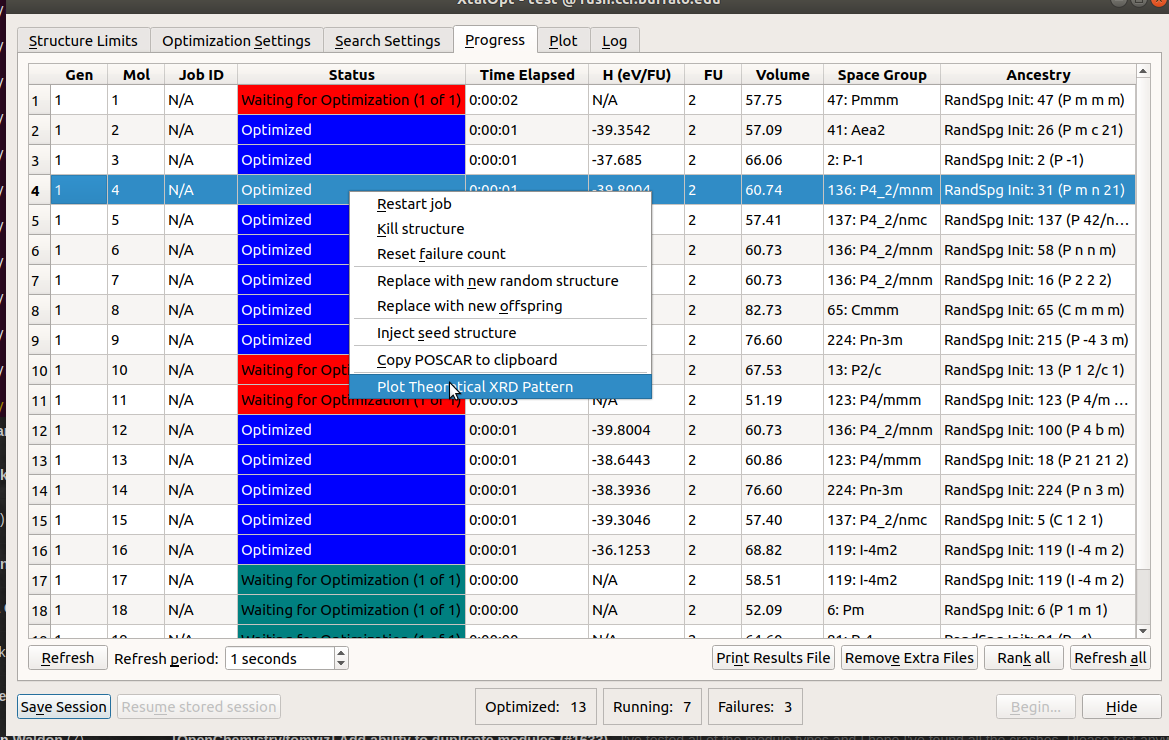 XtalOpt - test @ rush.ccr.buffalo.edu
Structure Limits Optimization Settings Search Settings Progress Plot Log
Gen Mol Job ID Status Time Elapsed H (eV/FU) FU Volume Space Group Ancestry
1 1 1 N/A Waiting for Optimization (1 of 1) 0:00:02 N/A 2 57.75 47: Pmmm RandSpg Init: 47 (P m m m)
2 1 2 N/A Optimized 0:00:01 -39.3542 2 57.09 41: Aea2 RandSpg Init: 26 (P m c 21)
3 1 3 N/A Optimized 0:00:01 -37.685 2 66.06 2: P-1 RandSpg Init: 2 (P -1)
4 1 4 N/A Optimized 0:00:01 -39.8004 2 60.74 136: P4_2/mnm RandSpg Init: 31 (P m n 21)
5 1 5 N/A Optimized 2 57.41 137: P4_2/nmc RandSpg Init: 137 (P 42/n...
6 1 6 N/A Optimized 2 60.73 136: P4_2/mnm RandSpg Init: 58 (P n n m)
7 1 7 N/A Optimized 2 60.73 136: P4_2/mnm RandSpg Init: 16 (P 2 2 2)
8 1 8 N/A Optimized 2 82.73 65: Cmmm RandSpg Init: 65 (C m m m)
9 1 9 N/A Optimized 2 76.60 224: Pn-3m RandSpg Init: 215 (P -4 3 m)
10 1 10 N/A Waiting fo 2 67.53 13: P2/c RandSpg Init: 13 (P 1 2/c 1)
11 1 11 N/A Waiting for Optimization (1 of 1) 0:00:03 N/A 2 51.19 123: P4/mmm RandSpg Init: 123 (P 4/m ...
12 1 12 N/A Optimized 0:00:01 -39.8004 2 60.73 136: P4_2/mnm RandSpg Init: 100 (P 4 b m)
13 1 13 N/A Optimized 0:00:01 -38.6443 2 60.86 123: P4/mmm RandSpg Init: 18 (P 21 21 2)
14 1 14 N/A Optimized 0:00:01 -38.3936 2 76.60 224: Pn-3m RandSpg Init: 224 (P n 3 m)
15 1 15 N/A Optimized 0:00:01 -39.3046 2 57.40 137: P4_2/nmc RandSpg Init: 5 (C 1 2 1)
16 1 16 N/A Optimized 0:00:01 -36.1253 2 68.82 119: I-4m2 RandSpg Init: 119 (I -4 m 2)
17 1 17 N/A Waiting for Optimization (1 of 1) 0:00:00 N/A 2 58.51 119: I-4m2 RandSpg Init: 119 (I -4 m 2)
18 1 18 N/A Waiting for Optimization (1 of 1) 0:00:00 N/A 2 52.09 6: Pm RandSpg Init: 6 (P 1 m 1)
Restart job
Kill structure
Reset failure count
Replace with new random structure
Replace with new offspring
Inject seed structure
Copy POSCAR to clipboard
Plot Theoretical XRD Pattern
Refresh Refresh period: 1 seconds Print Results File Remove Extra Files Rank all Refresh all
Save Session Resume stored session Optimized: 13 Running: 7 Failures: 3 Begin... Hide